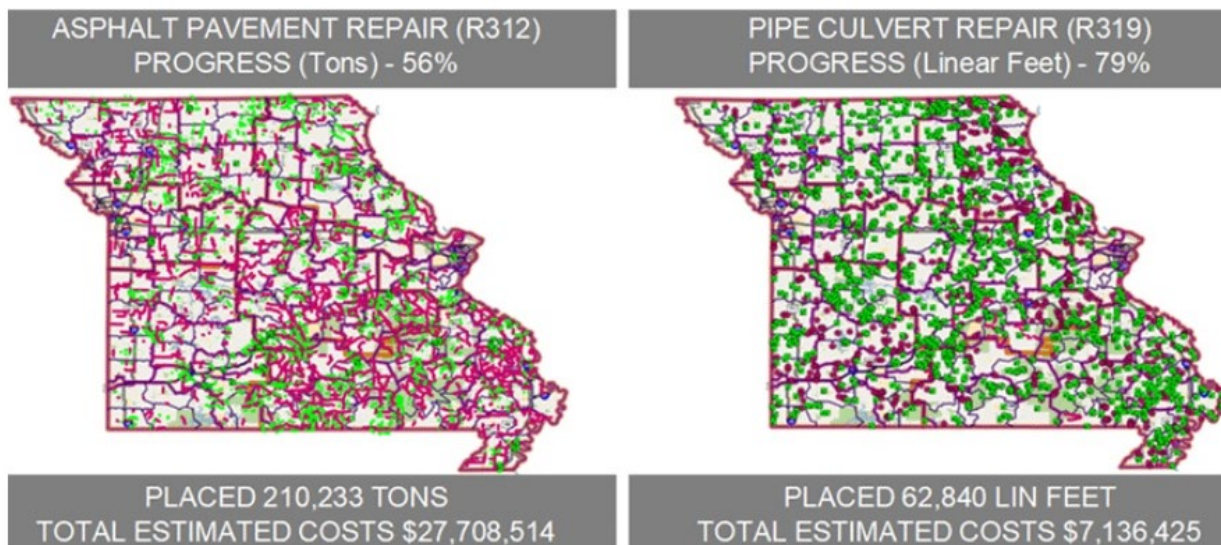 ASPHALT PAVEMENT REPAIR (R312)
PROGRESS (Tons) - 56%
PLACED 210,233 TONS
TOTAL ESTIMATED COSTS $27,708,514
PIPE CULVERT REPAIR (R319)
PROGRESS (Linear Feet) - 79%
PLACED 62,840 LIN FEET
TOTAL ESTIMATED COSTS $7,136,425